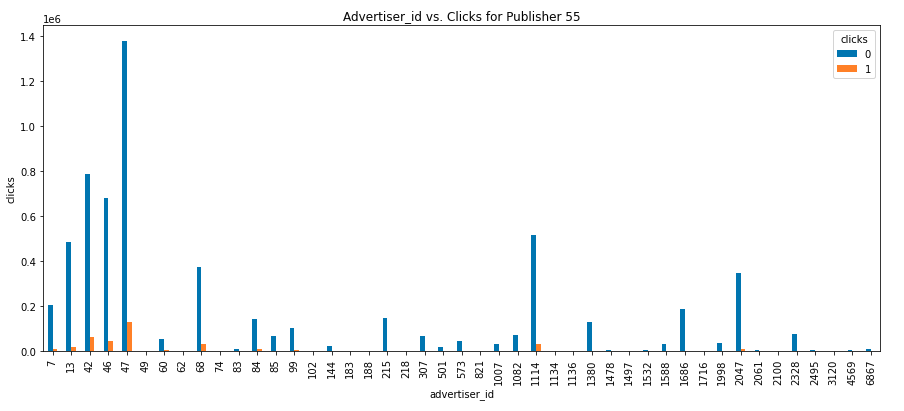 Advertiser_id vs. Clicks for Publisher 55
1e6
clicks
0
1
1.4
1.2
1.0
0.8
0.6
0.4
0.2
0.0
clicks
7 13 42 46 47 49 60 62 68 74 83 84 85 99 102 144 183 188 215 218 307 501 573 821 1007 1082 1114 1134 1136 1380 1478 1497 1532 1588 1686 1716 1998 2047 2061 2100 2328 2495 3120 4569 6867
advertiser_id